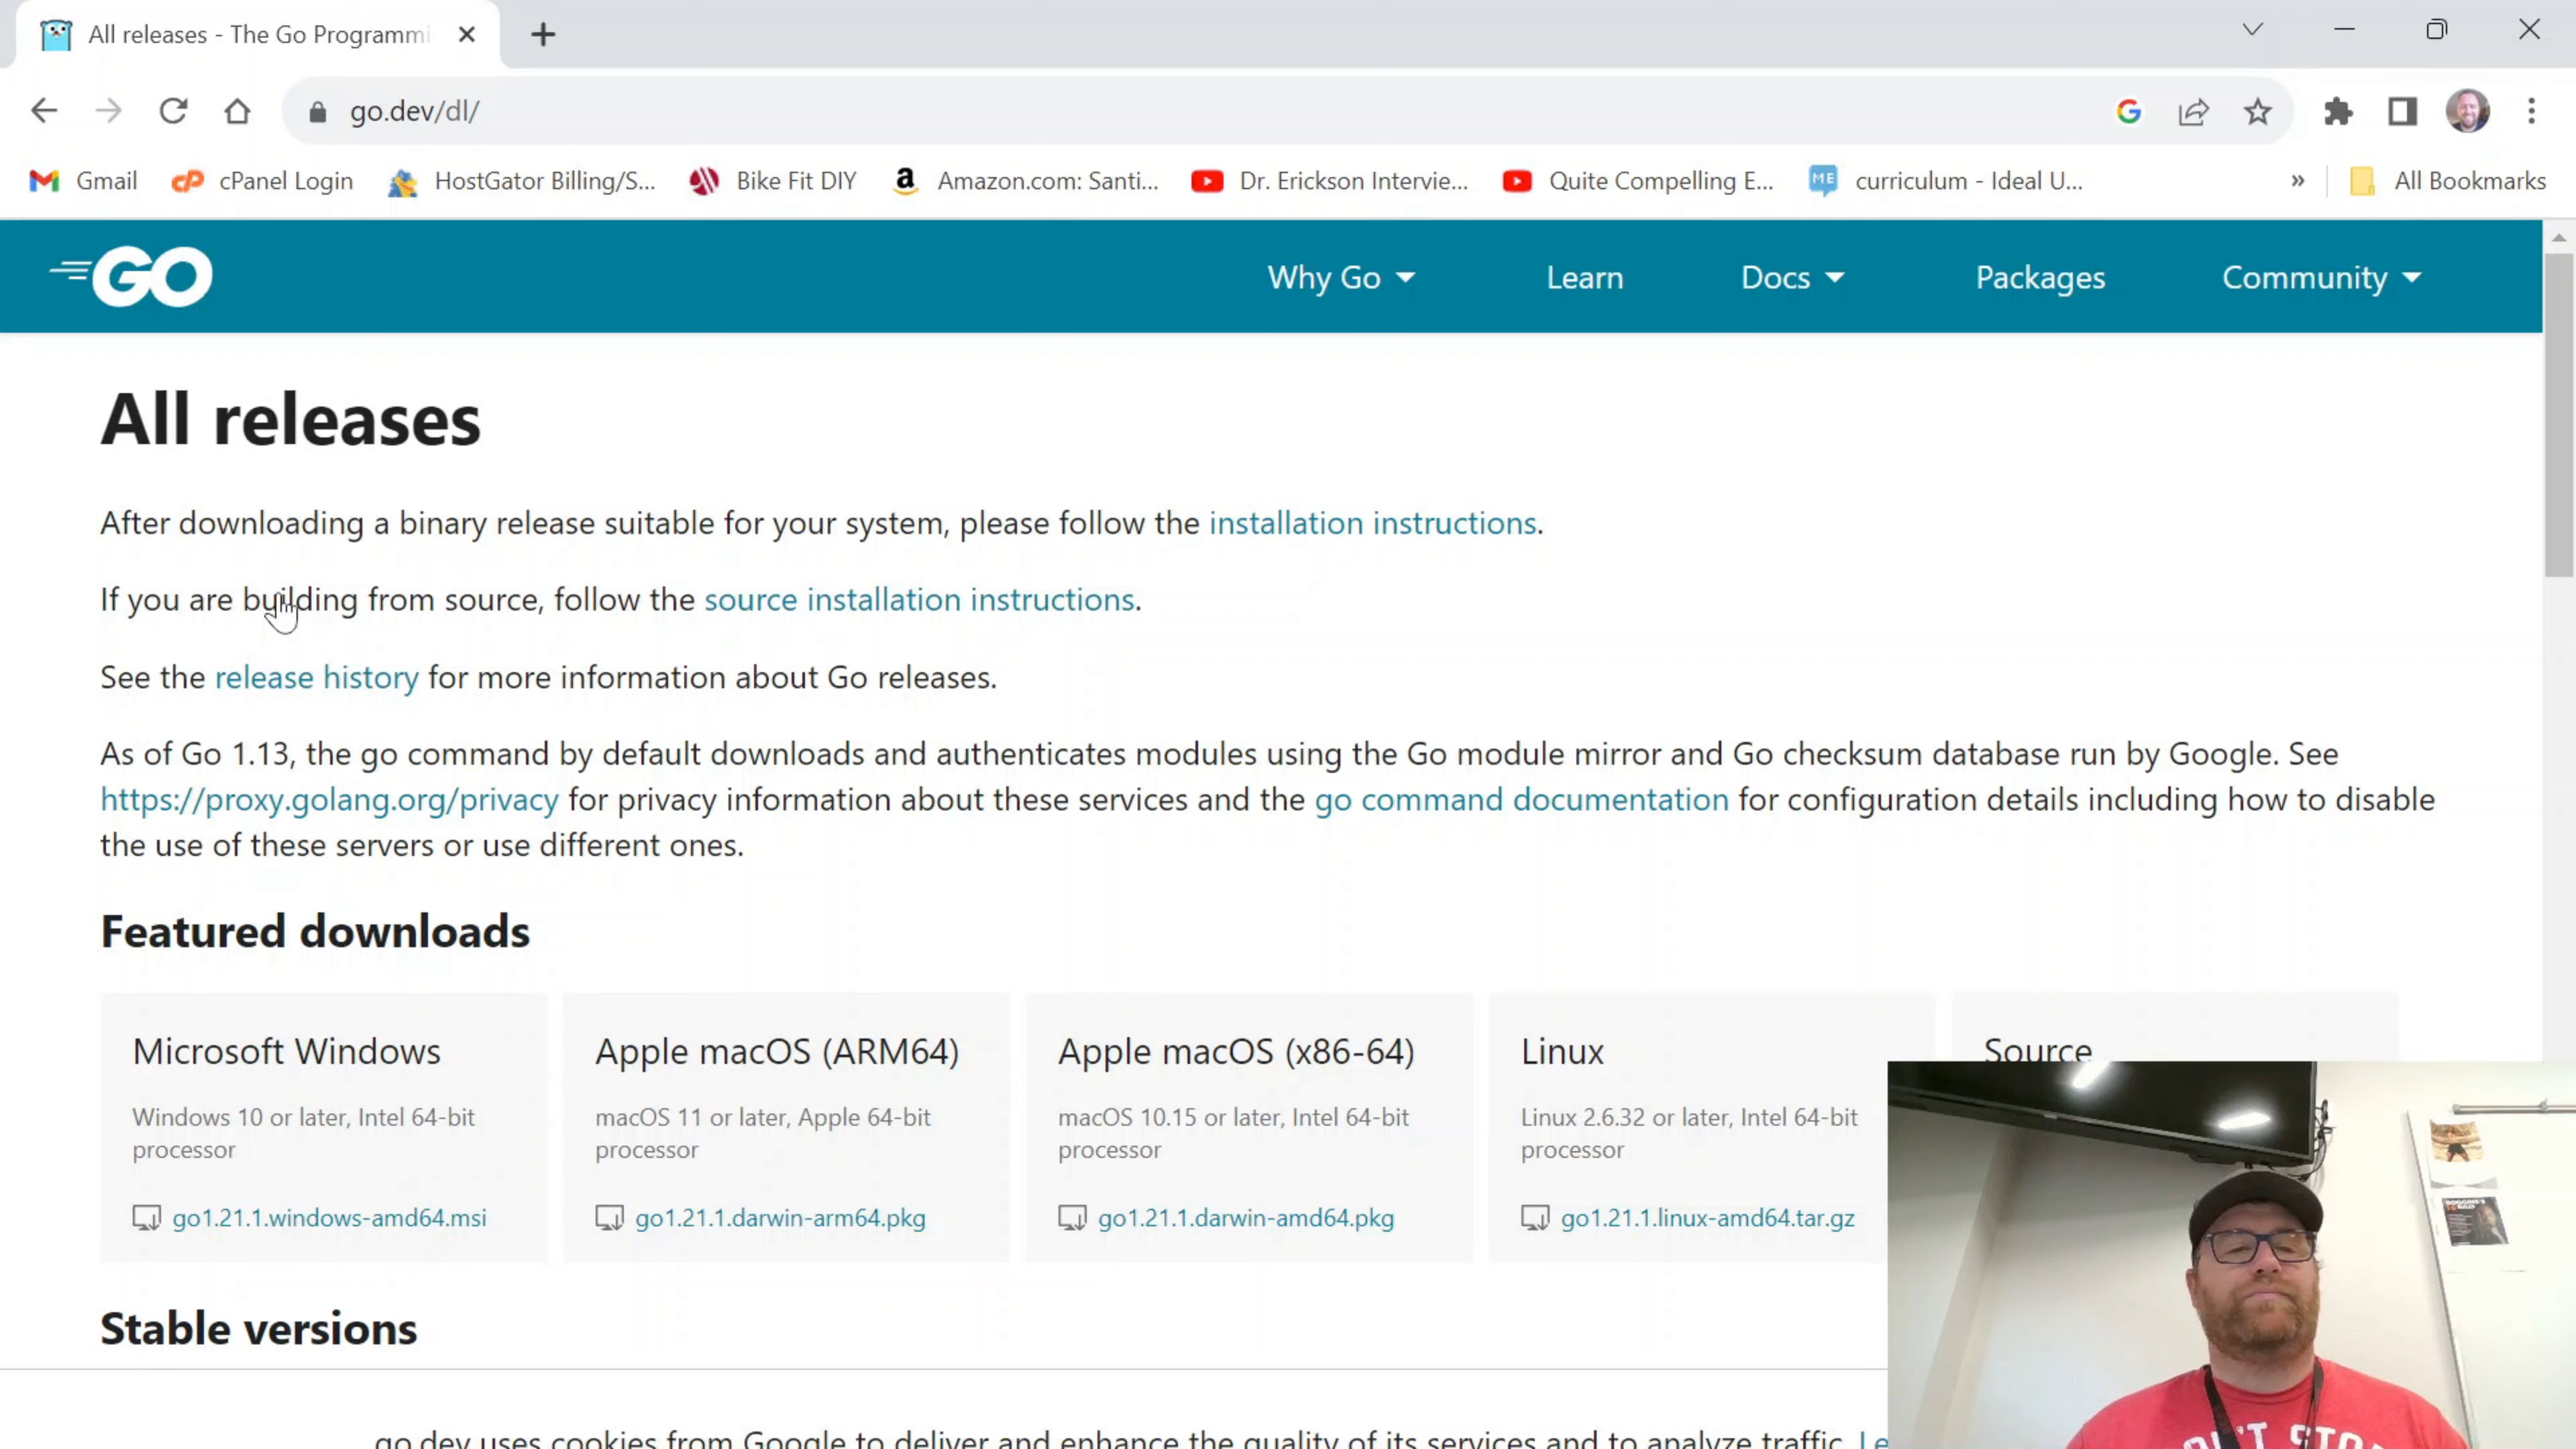 All releases - The Go Programmi
go.dev/dl/
Gmail
cPanel Login
HostGator Billing/S...
Bike Fit DIY
Amazon.com: Santi...
Dr. Erickson Intervie...
Quite Compelling E...
ME
curriculum - Ideal U...
»
All Bookmarks
GO
Why Go
Learn
Docs
Packages
Community
All releases
After downloading a binary release suitable for your system, please follow the installation instructions.
If you are building from source, follow the source installation instructions.
See the release history for more information about Go releases.
As of Go 1.13, the go command by default downloads and authenticates modules using the Go module mirror and Go checksum database run by Google. See
https://proxy.golang.org/privacy for privacy information about these services and the go command documentation for configuration details including how to disable
the use of these servers or use different ones.
Featured downloads
Microsoft Windows
Windows 10 or later, Intel 64-bit
processor
go1.21.1.windows-amd64.msi
Apple macOS (ARM64)
macOS 11 or later, Apple 64-bit
processor
go1.21.1.darwin-arm64.pkg
Apple macOS (x86-64)
macOS 10.15 or later, Intel 64-bit
processor
go1.21.1.darwin-amd64.pkg
Linux
Linux 2.6.32 or later, Intel 64-bit
processor
go1.21.1.linux-amd64.tar.gz
Source
Stable versions
go.dev uses cookies from Google to deliver and enhance the quality of its services and to analyze traffic. Le